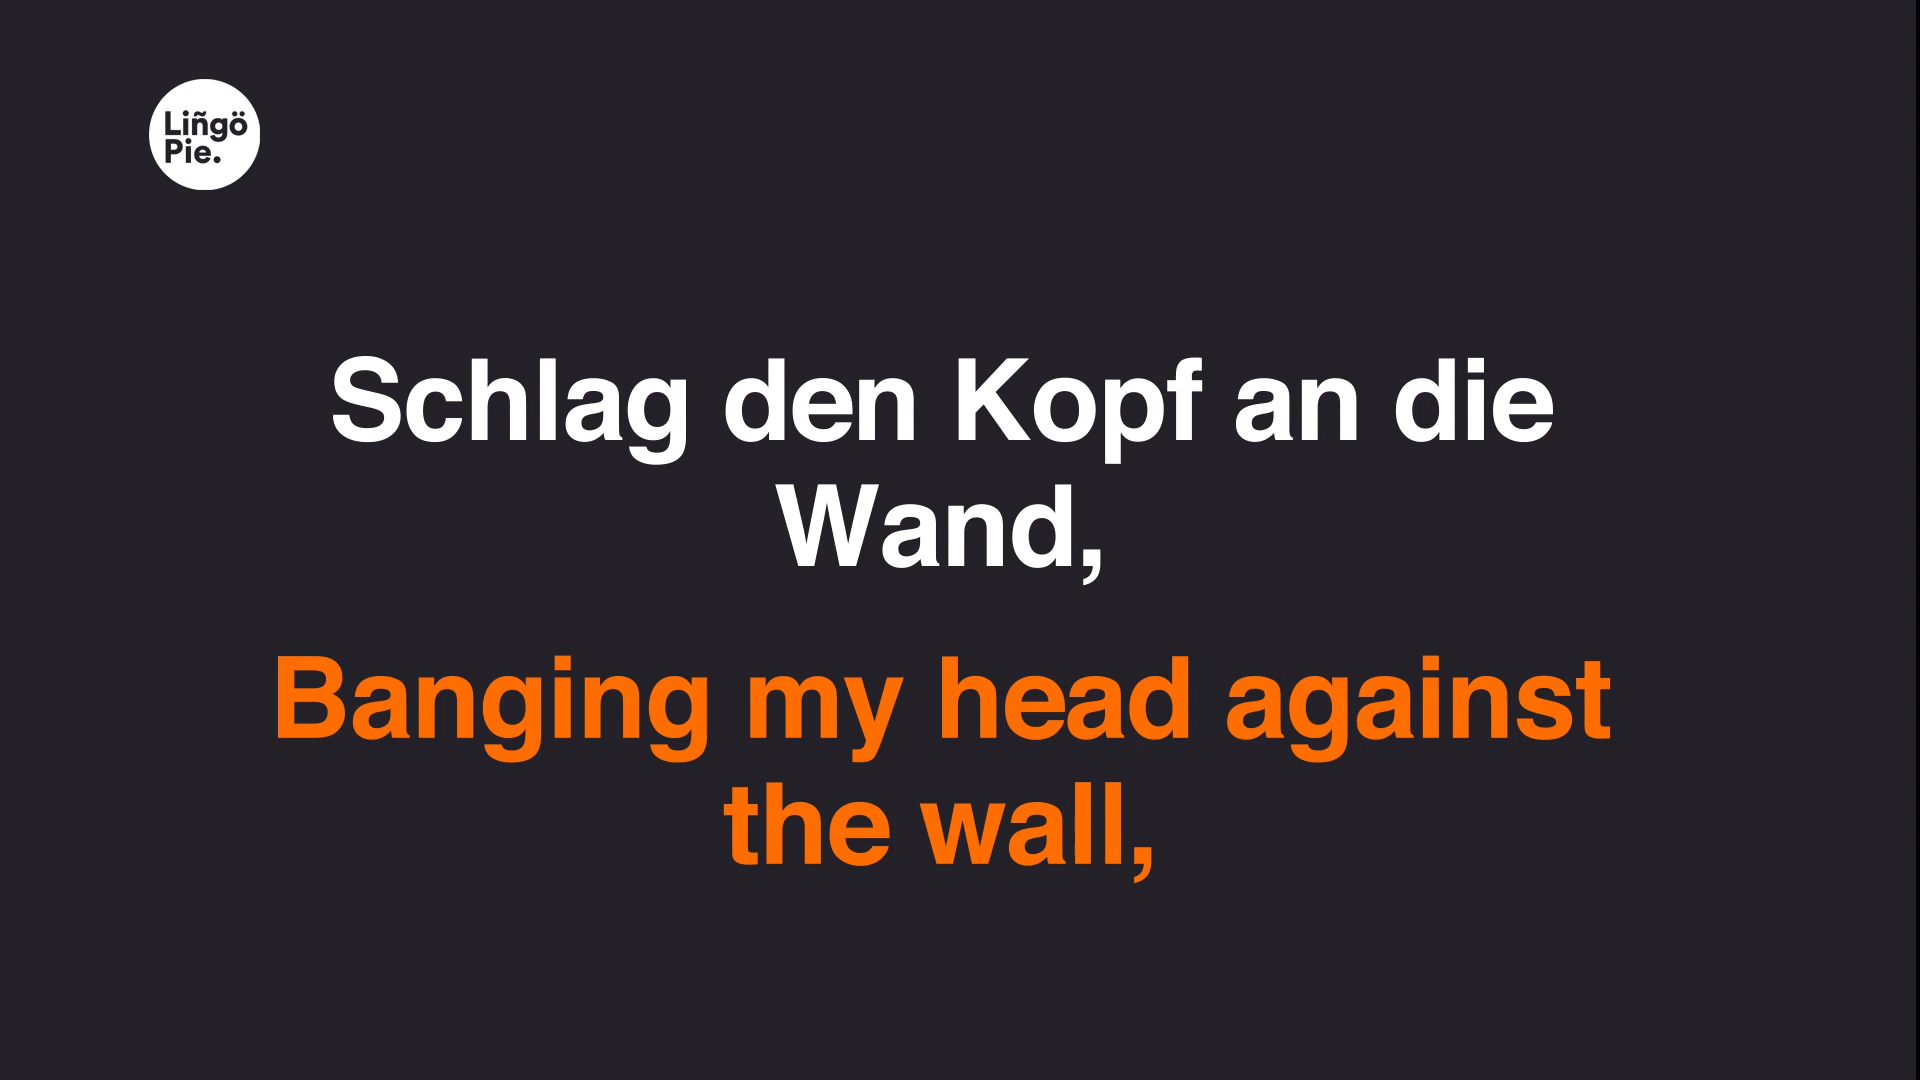 Liñgö
Pie.
Schlag den Kopf an die
Wand,
Banging my head against
the wall,